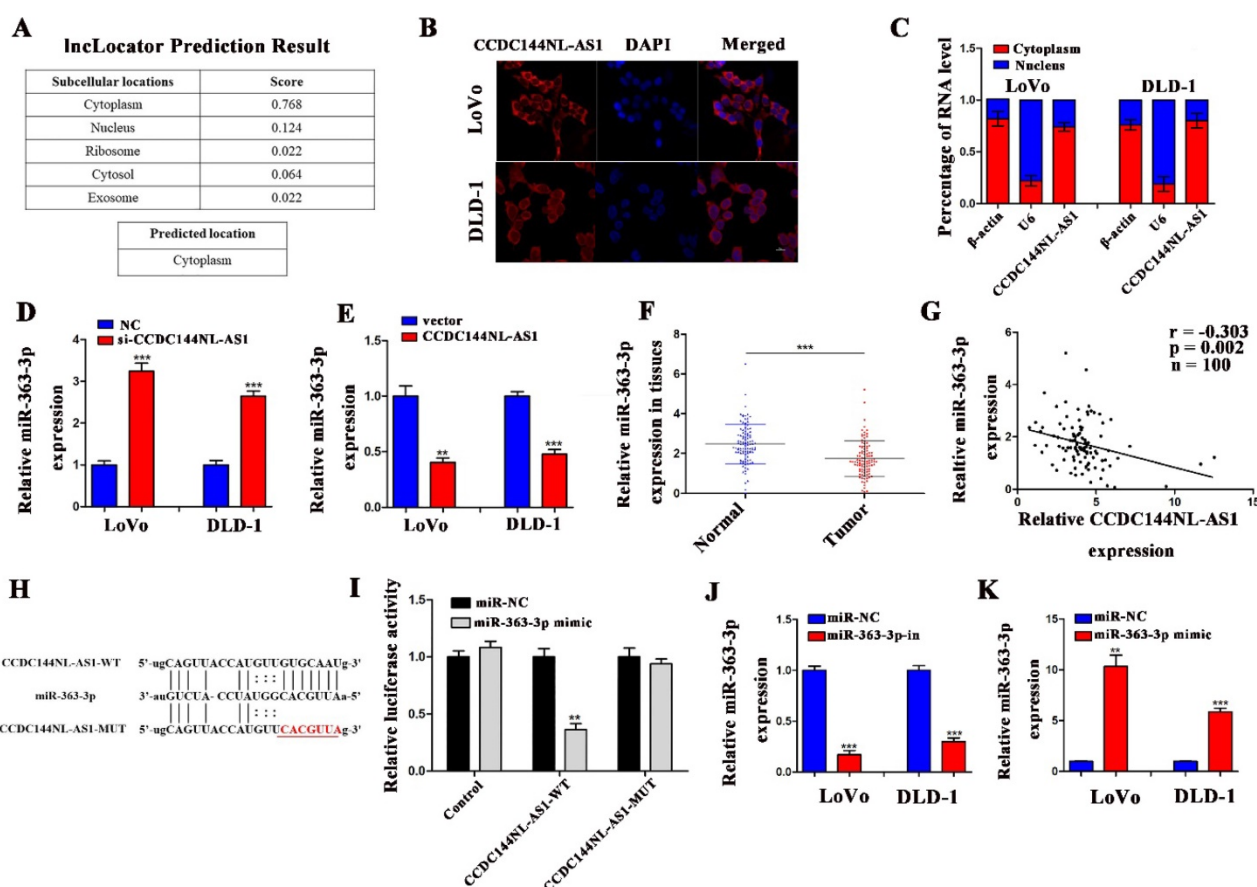 A
lncLocator Prediction Result
Subcellular locations Score
Cytoplasm 0.768
Nucleus 0.124
Ribosome 0.022
Cytosol 0.064
Exosome 0.022
Predicted location
Cytoplasm
B
CCDC144NL-AS1 DAPI Merged
LoVo
DLD-1
C
Percentage of RNA level
1.5
1.0
0.5
0.0
Cytoplasm
Nucleus
LoVo DLD-1
β-actin
U6
CCDC144NL-AS1
β-actin
U6
CCDC144NL-AS1
D
NC
si-CCDC144NL-AS1
Relative miR-363-3p
expression
4
3
2
1
0
***
***
LoVo DLD-1
E
vector
CCDC144NL-AS1
Relative miR-363-3p
expression
1.5
1.0
0.5
0.0
**
***
LoVo DLD-1
F
Relative miR-363-3p
expression in tissues
8
6
4
2
0
***
Normal
Tumor
G
Realtive miR-363-3p
expression
6
4
2
0
r = -0.303
p = 0.002
n = 100
0 5 10 15
Relative CCDC144NL-AS1
expression
H
CCDC144NL-AS1-WT 5'-ugCAGUUACCAUGUUGUGCAAUg-3'
miR-363-3p 3'-auGUCUA- CCUAUGGCACGUUAa-5'
CCDC144NL-AS1-MUT 5'-ugCAGUUACCAUGUUCACGUUAg-3'
I
miR-NC
miR-363-3p mimic
Relative luciferase activity
1.5
1.0
0.5
0.0
**
Control
CCDC144NL-AS1-WT
CCDC144NL-AS1-MUT
J
miR-NC
miR-363-3p-in
Relative miR-363-3p
expression
1.5
1.0
0.5
0.0
***
***
LoVo DLD-1
K
miR-NC
miR-363-3p mimic
Relative miR-363-3p
expression
15
10
5
0
**
***
LoVo DLD-1